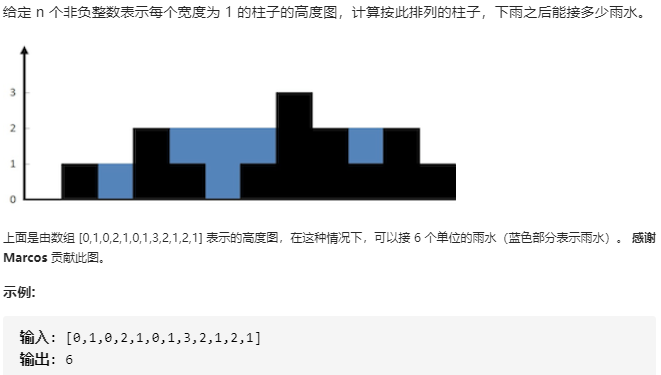 给定 n 个非负整数表示每个宽度为 1 的柱子的高度图，计算按此排列的柱子，下雨之后能接多少雨水。
3
2
1
0
上面是由数组 [0,1,0,2,1,0,1,3,2,1,2,1] 表示的高度图，在这种情况下，可以接 6 个单位的雨水（蓝色部分表示雨水）。 感谢
Marcos 贡献此图。
示例:
输入: [0,1,0,2,1,0,1,3,2,1,2,1]
输出: 6